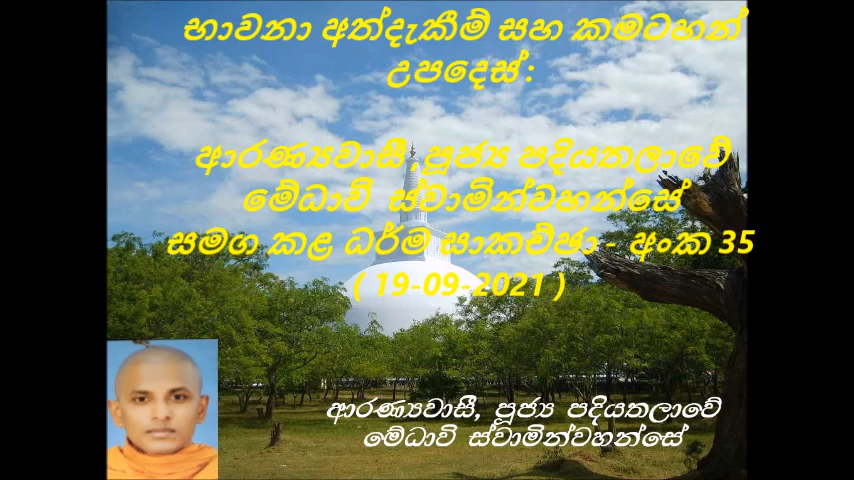 භාවනා අත්දැකීම් සහ කමටහන්
උපදෙස්:
ආරණ්‍යවාසී, පූජ්‍ය පදියතලාවේ
මේධාවි ස්වාමින්වහන්සේ
සමග කළ ධර්ම සාකච්ඡා - අංක 35
( 19-09-2021 )
ආරණ්‍යවාසී, පූජ්‍ය පදියතලාවේ
මේධාවි ස්වාමින්වහන්සේ